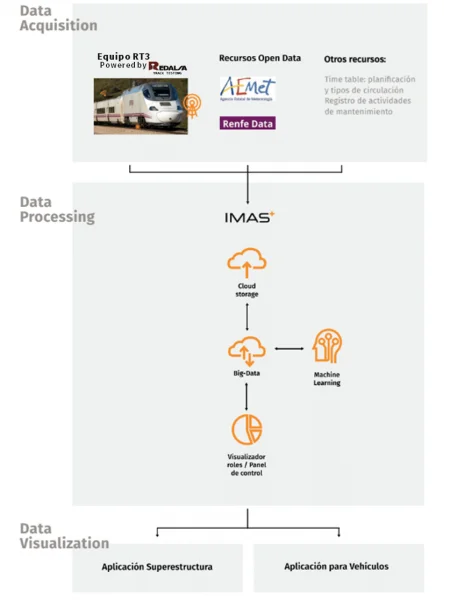 Data
Acquisition
Equipo RT3
Powered by REDALSA
TRACK TESTING
Recursos Open Data
AEMet
Agencia Estatal de Meteorología
Renfe Data
Otros recursos:
Time table: planificación
y tipos de circulación
Registro de actividades
de mantenimiento
Data
Processing
IMAS+
Cloud
storage
Big-Data
Machine
Learning
Visualizador
roles / Panel
de control
Data
Visualization
Aplicación Superestructura
Aplicación para Vehículos